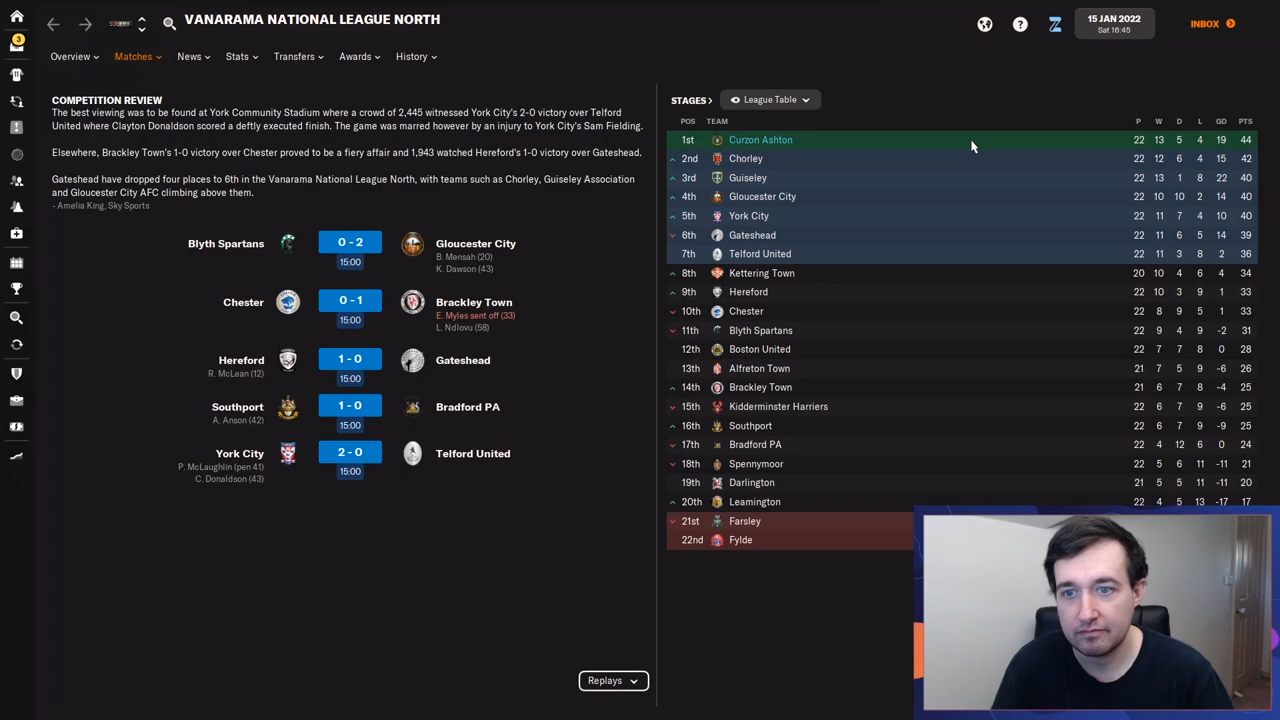 VANARAMA NATIONAL LEAGUE NORTH
15 JAN 2022
Sat 16:45
INBOX
3
Overview
Matches
News
Stats
Transfers
Awards
History
COMPETITION REVIEW
The best viewing was to be found at York Community Stadium where a crowd of 2,445 witnessed York City's 2-0 victory over Telford
United where Clayton Donaldson scored a deftly executed finish. The game was marred however by an injury to York City's Sam Fielding.
Elsewhere, Brackley Town's 1-0 victory over Chester proved to be a fiery affair and 1,943 watched Hereford's 1-0 victory over Gateshead.
Gateshead have dropped four places to 6th in the Vanarama National League North, with teams such as Chorley, Guiseley Association
and Gloucester City AFC climbing above them.
- Amelia King, Sky Sports
Blyth Spartans 0 - 2 Gloucester City
15:00 B. Mensah (20)
K. Dawson (43)
Chester 0 - 1 Brackley Town
15:00 E. Myles sent off (33)
L. Ndlovu (58)
Hereford 1 - 0 Gateshead
R. McLean (12) 15:00
Southport 1 - 0 Bradford PA
A. Anson (42) 15:00
York City 2 - 0 Telford United
P. McLaughlin (pen 41) 15:00
C. Donaldson (43)
Replays
STAGES League Table
POS TEAM P W D L GD PTS
1st Curzon Ashton 22 13 5 4 19 44
2nd Chorley 22 12 6 4 15 42
3rd Guiseley 22 13 1 8 22 40
4th Gloucester City 22 10 10 2 14 40
5th York City 22 11 7 4 10 40
6th Gateshead 22 11 6 5 14 39
7th Telford United 22 11 3 8 2 36
8th Kettering Town 20 10 4 6 4 34
9th Hereford 22 10 3 9 1 33
10th Chester 22 8 9 5 1 33
11th Blyth Spartans 22 9 4 9 -2 31
12th Boston United 22 7 7 8 0 28
13th Alfreton Town 21 7 5 9 -6 26
14th Brackley Town 21 6 7 8 -4 25
15th Kidderminster Harriers 22 6 7 9 -6 25
16th Southport 22 6 7 9 -9 25
17th Bradford PA 22 4 12 6 0 24
18th Spennymoor 22 5 6 11 -11 21
19th Darlington 21 5 5 11 -11 20
20th Leamington 22 4 5 13 -17 17
21st Farsley
22nd Fylde